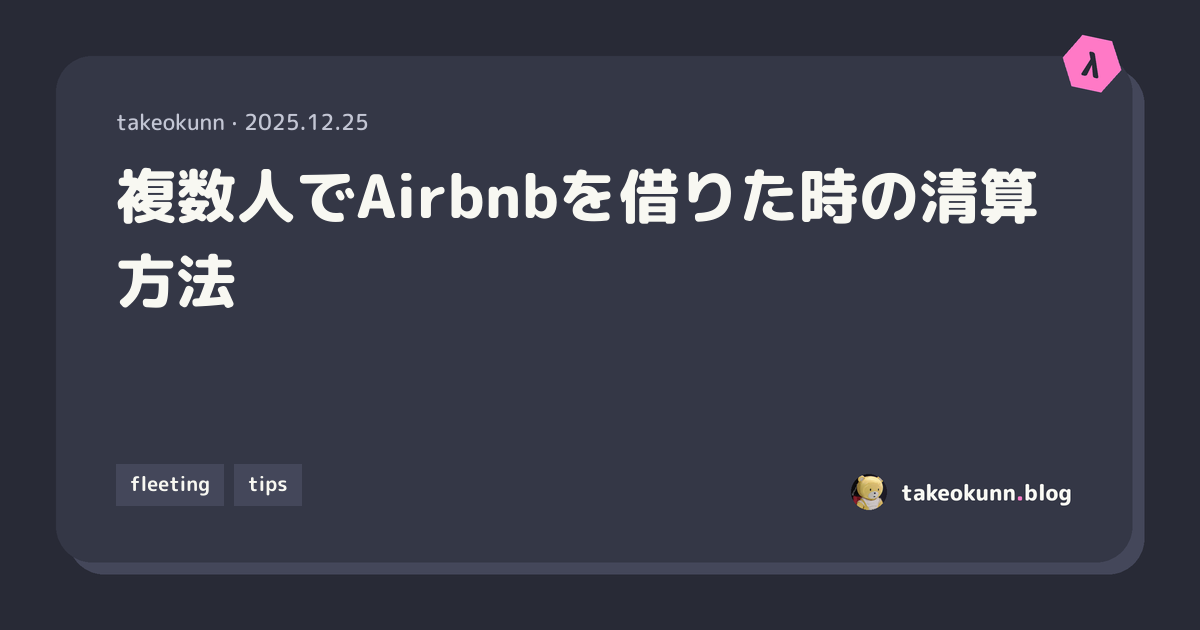 takeokunn · 2025.12.25
複数人でAirbnbを借りた時の清算
方法
fleeting
tips
takeokunn.blog
λ